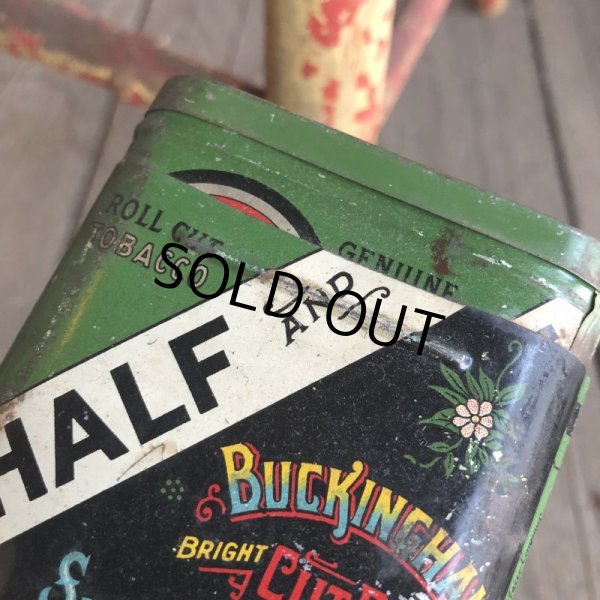 ROLL CUT
TOBACCO
GENUINE
SOLD OUT
HALF AND
BUCKINGHAM
BRIGHT